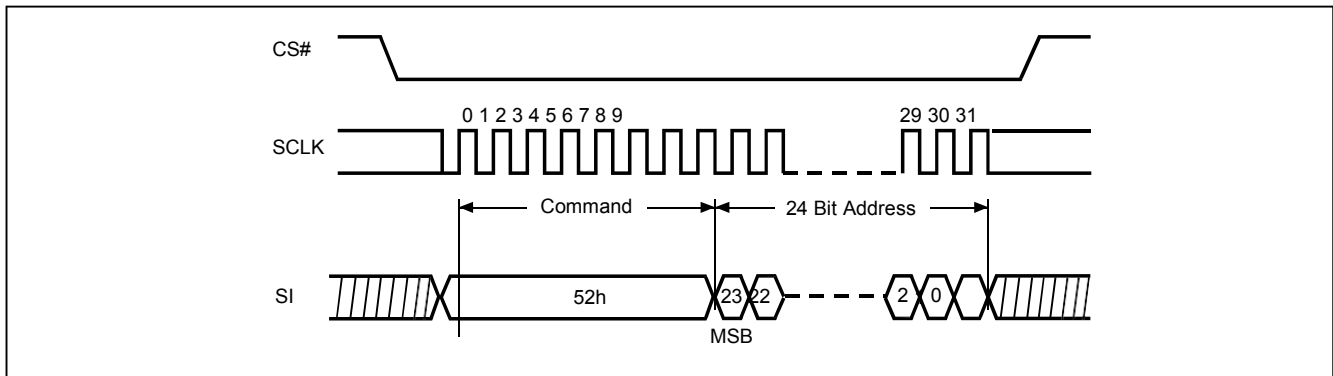 CS#
0 1 2 3 4 5 6 7 8 9
29 30 31
SCLK
Command
24 Bit Address
SI
52h
23
22
2
0
MSB